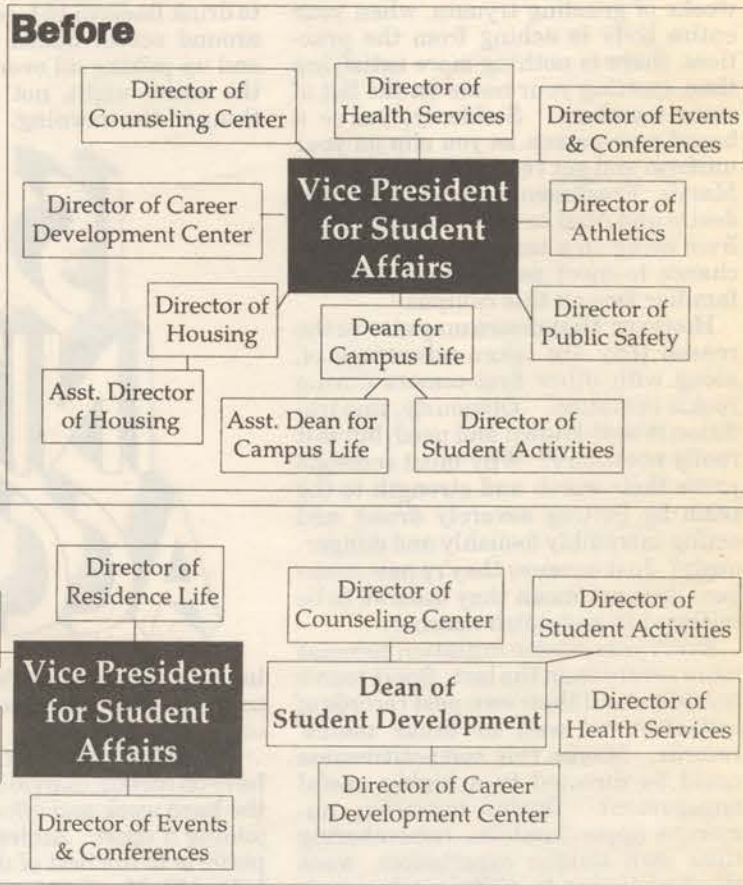 Before
Director of
Counseling Center
Director of
Health Services
Director of Events
& Conferences
Vice President
for Student
Affairs
Director of Career
Development Center
Director of
Athletics
Director of
Housing
Dean for
Campus Life
Director of
Public Safety
Asst. Director
of Housing
Asst. Dean for
Campus Life
Director of
Student Activities
Director of
Residence Life
Director of
Counseling Center
Director of
Student Activities
Vice President
for Student
Affairs
Dean of
Student Development
Director of
Health Services
Director of Events
& Conferences
Director of Career
Development Center